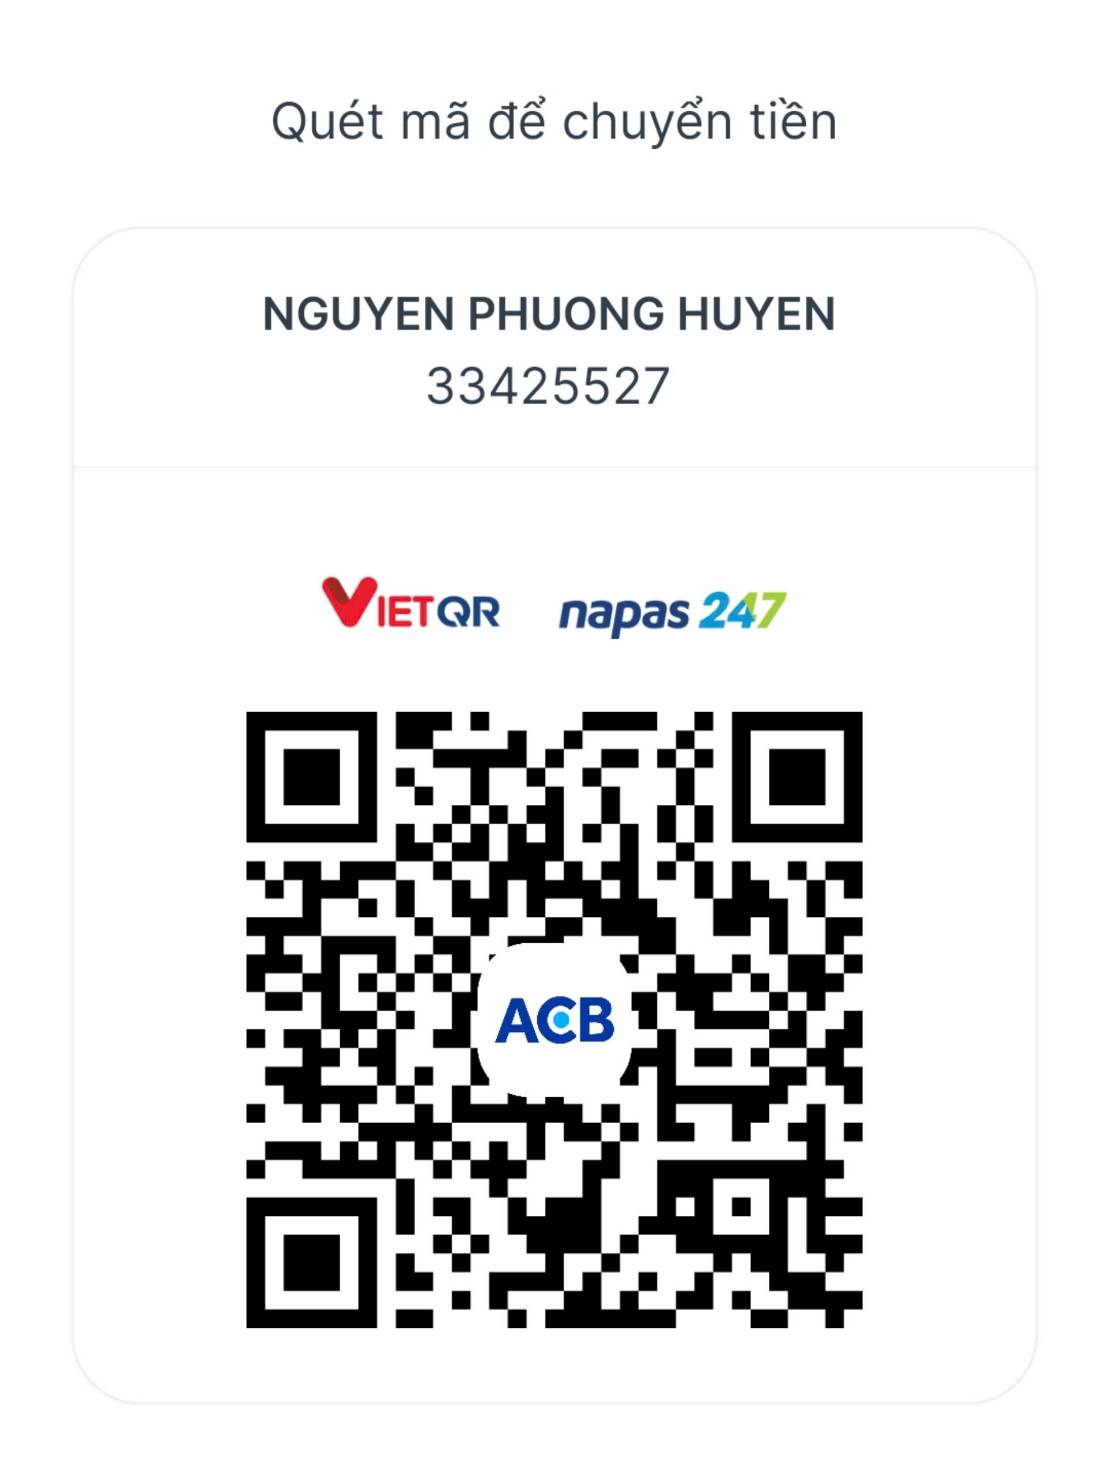 Quét mã để chuyển tiền
NGUYEN PHUONG HUYEN
33425527
VIETQR napas 247
ACB